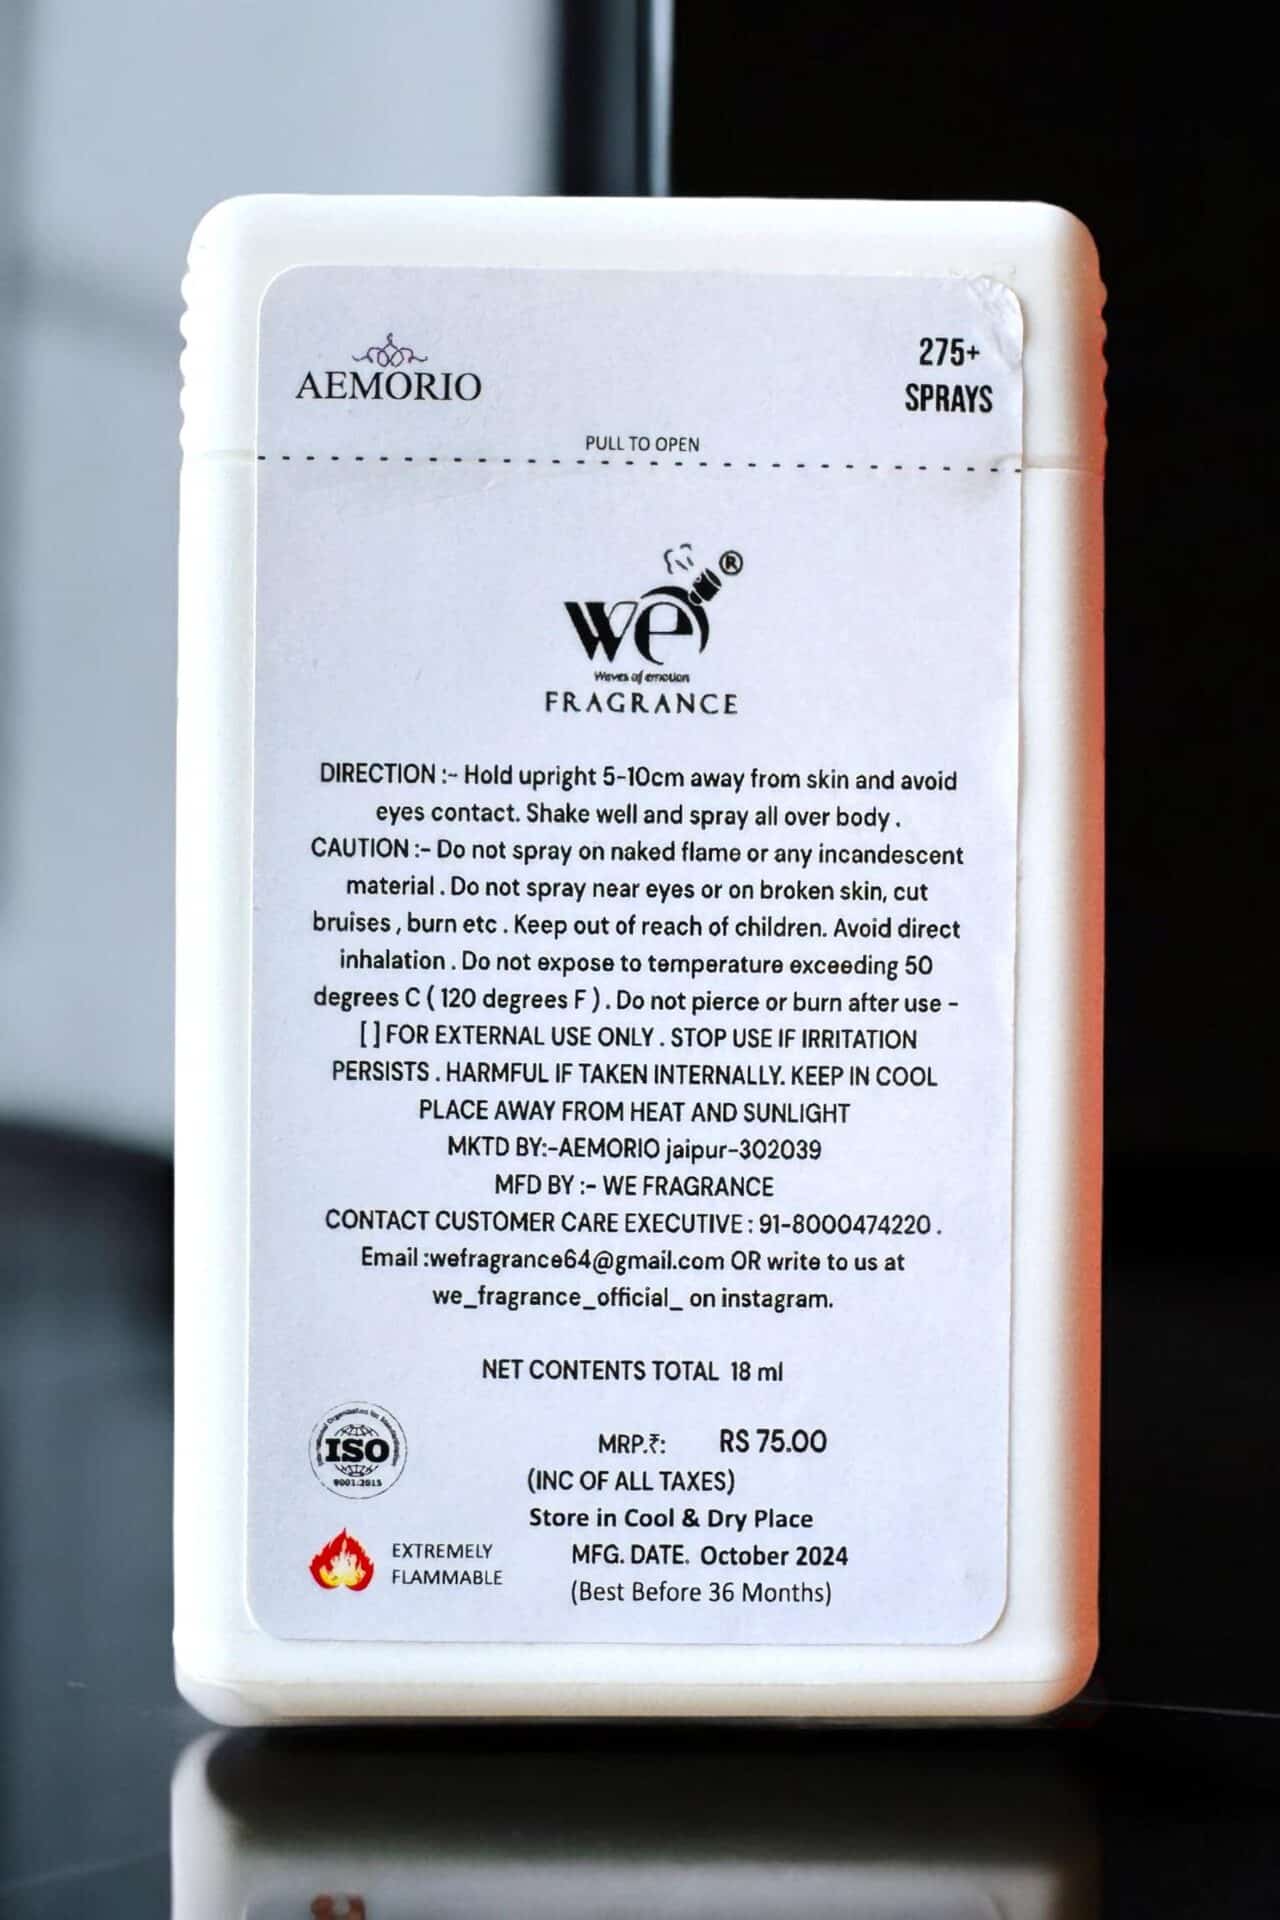 AEMORIO
275+
SPRAYS
PULL TO OPEN
we ®
Waves of emotion
FRAGRANCE
DIRECTION :- Hold upright 5-10cm away from skin and avoid
eyes contact. Shake well and spray all over body .
CAUTION :- Do not spray on naked flame or any incandescent
material . Do not spray near eyes or on broken skin, cut
bruises , burn etc . Keep out of reach of children. Avoid direct
inhalation . Do not expose to temperature exceeding 50
degrees C ( 120 degrees F ) . Do not pierce or burn after use -
[ ] FOR EXTERNAL USE ONLY . STOP USE IF IRRITATION
PERSISTS . HARMFUL IF TAKEN INTERNALLY. KEEP IN COOL
PLACE AWAY FROM HEAT AND SUNLIGHT
MKTD BY:-AEMORIO jaipur-302039
MFD BY :- WE FRAGRANCE
CONTACT CUSTOMER CARE EXECUTIVE : 91-8000474220 .
Email :wefragrance64@gmail.com OR write to us at
we_fragrance_official_ on instagram.
NET CONTENTS TOTAL 18 ml
International Organization for Standardization
ISO
9001:2015
MRP.₹: RS 75.00
(INC OF ALL TAXES)
Store in Cool & Dry Place
EXTREMELY
FLAMMABLE
MFG. DATE. October 2024
(Best Before 36 Months)